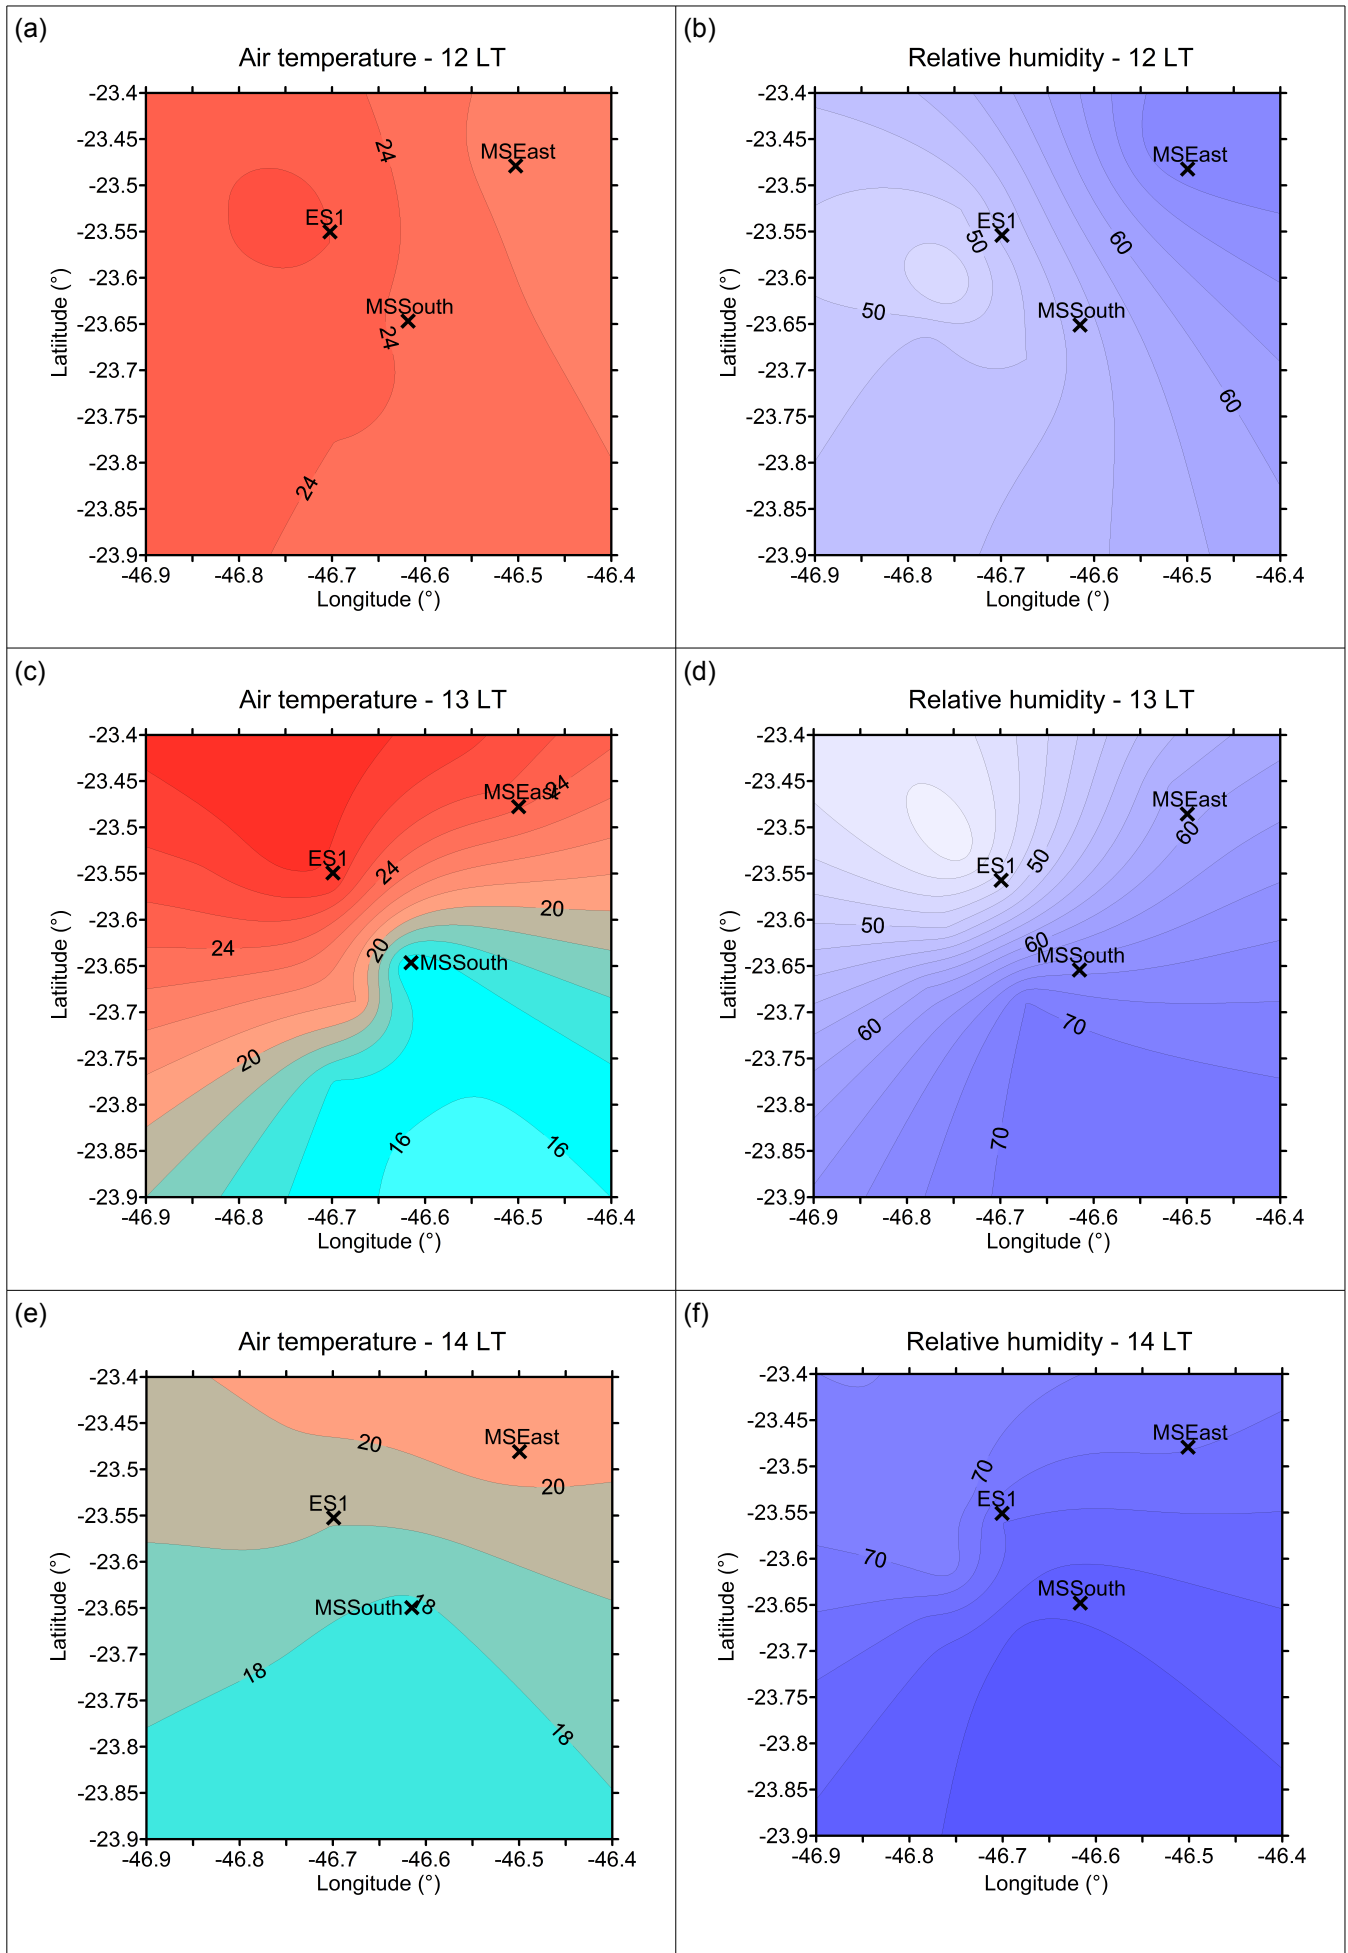 (a)
Air temperature - 12 LT
-23.4
-23.45
-23.5
-23.55
-23.6
-23.65
-23.7
-23.75
-23.8
-23.85
-23.9
Latiitude (°)
24
MSEast
ES1
MSSouth
24
24
-46.9 -46.8 -46.7 -46.6 -46.5 -46.4
Longitude (°)
(b)
Relative humidity - 12 LT
-23.4
-23.45
-23.5
-23.55
-23.6
-23.65
-23.7
-23.75
-23.8
-23.85
-23.9
Latiitude (°)
MSEast
ES1
50
60
50
MSSouth
60
-46.9 -46.8 -46.7 -46.6 -46.5 -46.4
Longitude (°)
(c)
Air temperature - 13 LT
-23.4
-23.45
-23.5
-23.55
-23.6
-23.65
-23.7
-23.75
-23.8
-23.85
-23.9
Latiitude (°)
MSEast
24
ES1
24
20
24
20
MSSouth
20
16
16
-46.9 -46.8 -46.7 -46.6 -46.5 -46.4
Longitude (°)
(d)
Relative humidity - 13 LT
-23.4
-23.45
-23.5
-23.55
-23.6
-23.65
-23.7
-23.75
-23.8
-23.85
-23.9
Latiitude (°)
MSEast
60
ES1
50
50
60
MSSouth
60
70
70
-46.9 -46.8 -46.7 -46.6 -46.5 -46.4
Longitude (°)
(e)
Air temperature - 14 LT
-23.4
-23.45
-23.5
-23.55
-23.6
-23.65
-23.7
-23.75
-23.8
-23.85
-23.9
Latiitude (°)
MSEast
20
20
ES1
MSSouth
18
18
18
-46.9 -46.8 -46.7 -46.6 -46.5 -46.4
Longitude (°)
(f)
Relative humidity - 14 LT
-23.4
-23.45
-23.5
-23.55
-23.6
-23.65
-23.7
-23.75
-23.8
-23.85
-23.9
Latiitude (°)
MSEast
70
ES1
70
MSSouth
-46.9 -46.8 -46.7 -46.6 -46.5 -46.4
Longitude (°)